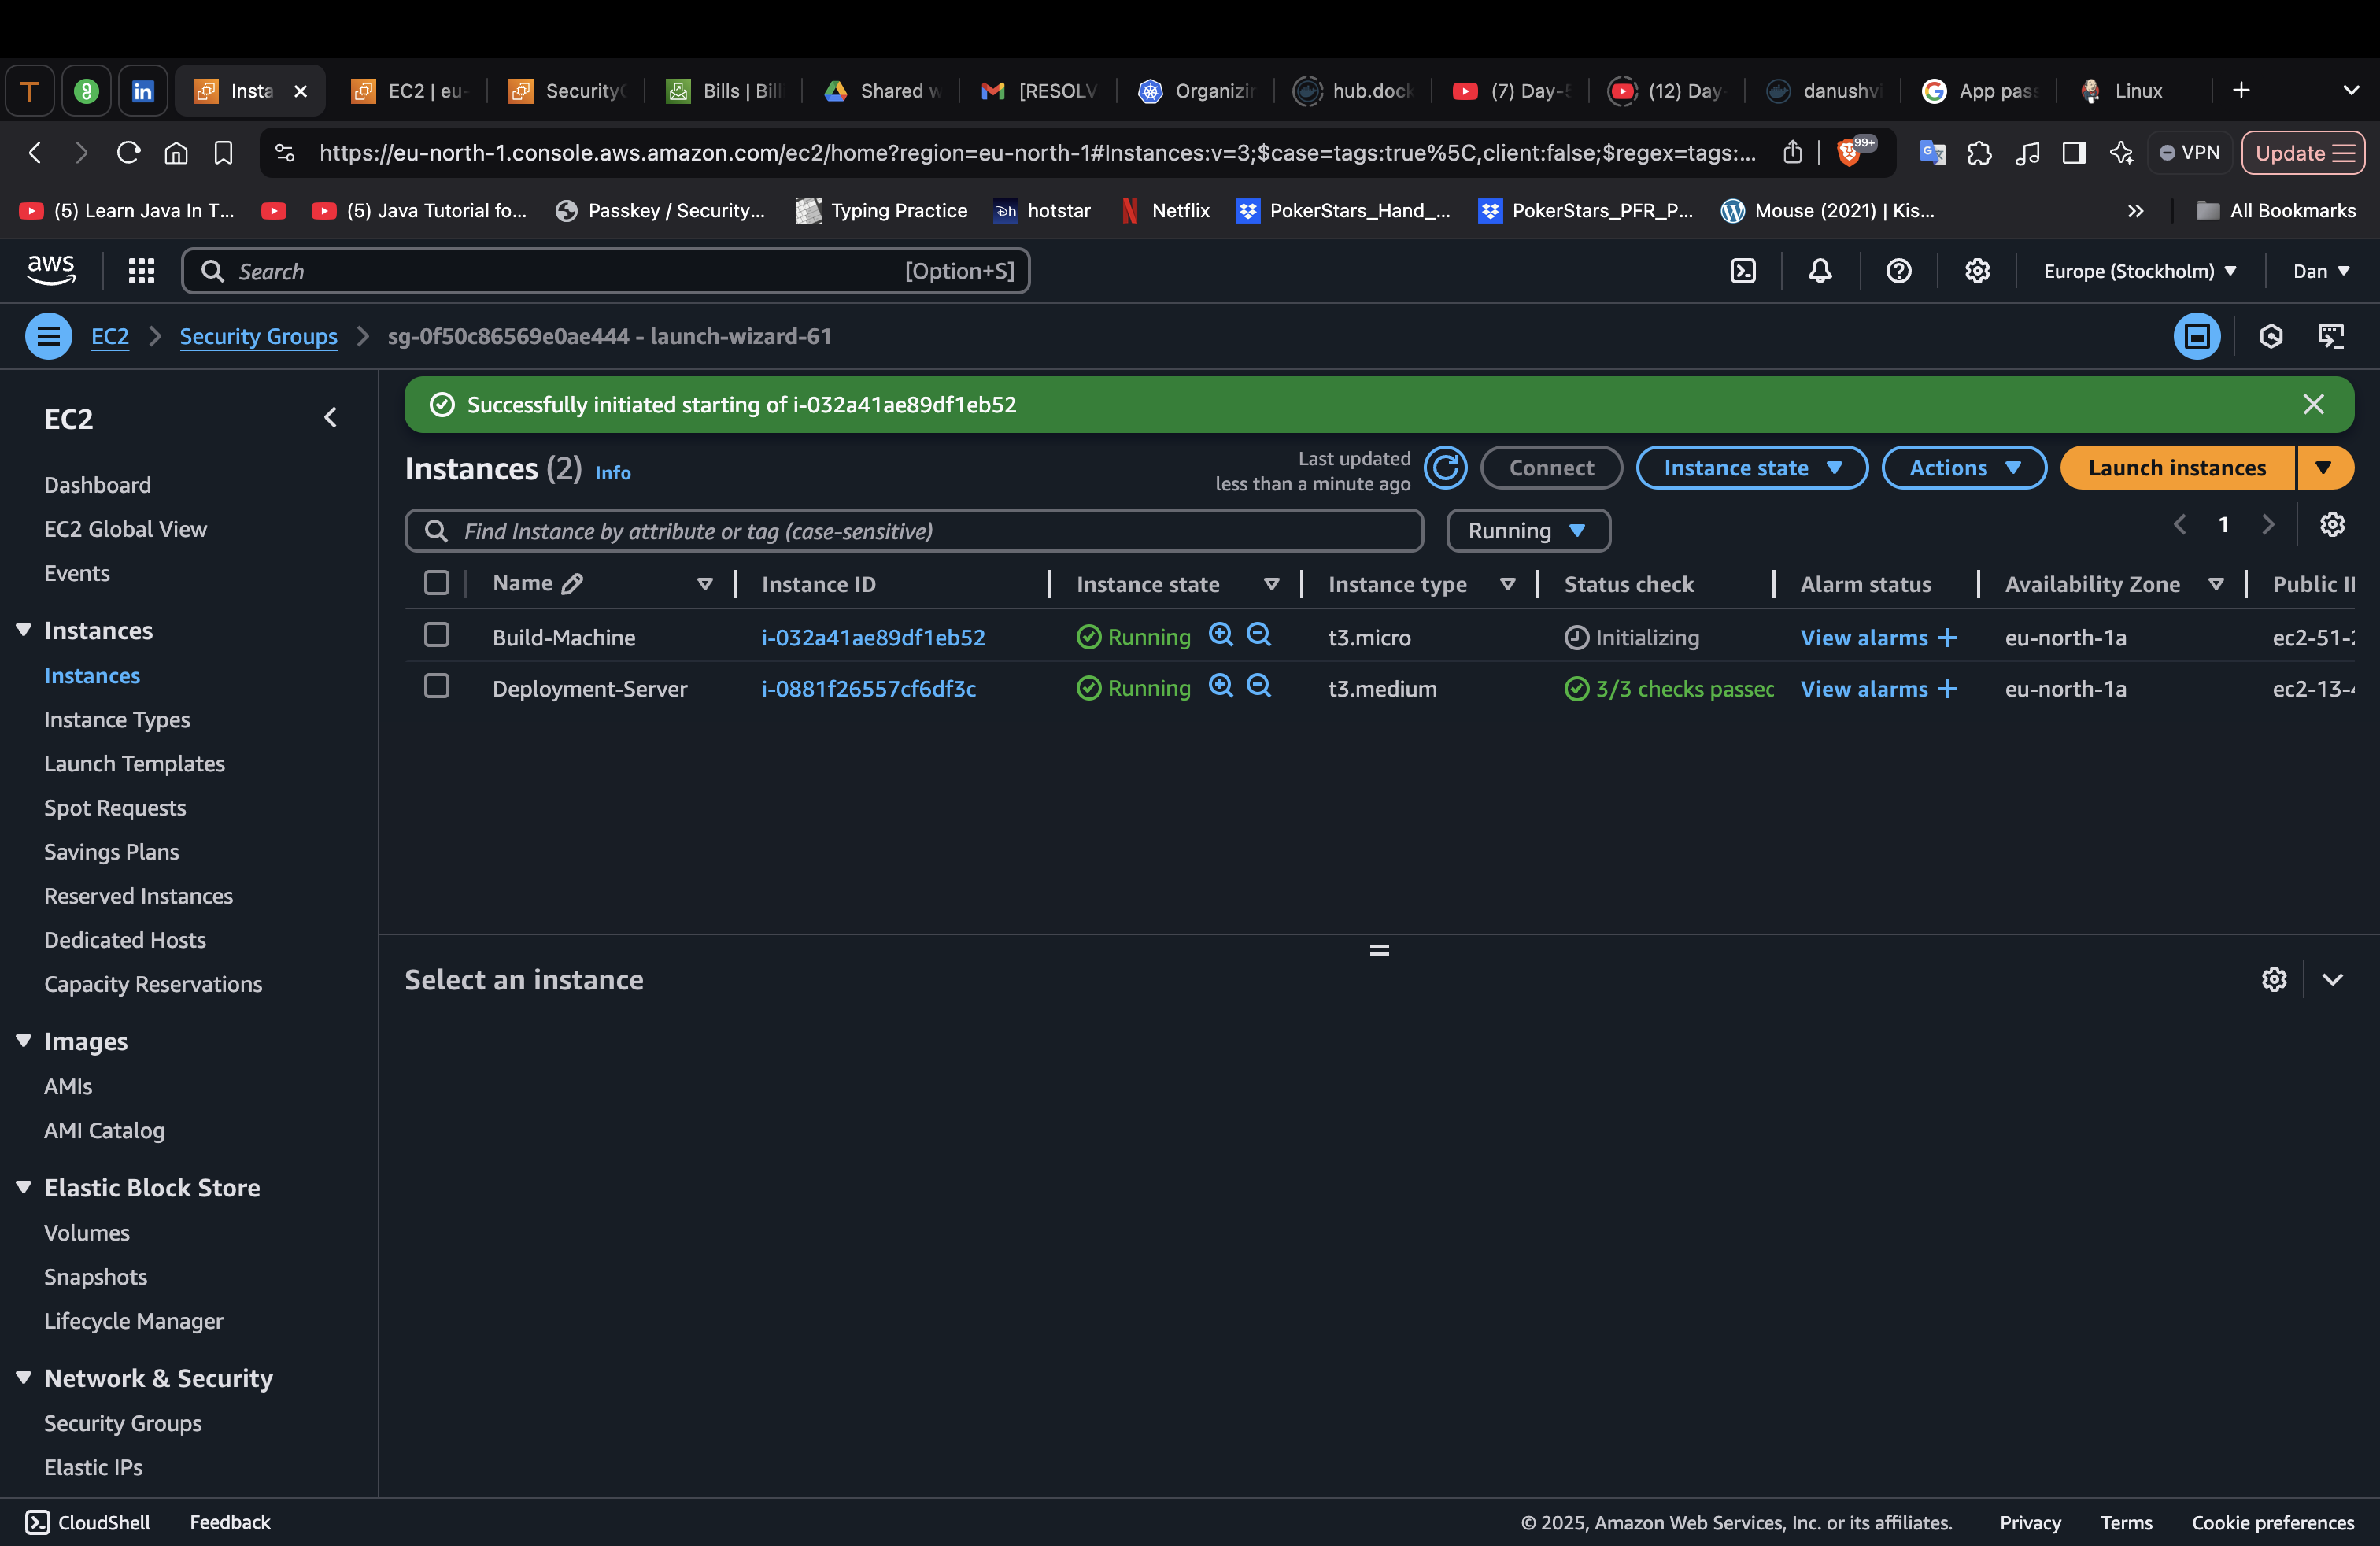 T
in
Insta
EC2 | eu-
Security
Bills | Bill
Shared w
[RESOLV
Organizin
hub.dock
(7) Day-
(12) Day-
danushvi
App pass
Linux
https://eu-north-1.console.aws.amazon.com/ec2/home?region=eu-north-1#Instances:v=3;$case=tags:true%5C,client:false;$regex=tags:...
99+
VPN
Update
(5) Learn Java In T...
(5) Java Tutorial fo...
Passkey / Security...
Typing Practice
hotstar
Netflix
PokerStars_Hand_...
PokerStars_PFR_P...
Mouse (2021) | Kis...
All Bookmarks
aws
Search
[Option+S]
Europe (Stockholm)
Dan
EC2
Security Groups
sg-0f50c86569e0ae444 - launch-wizard-61
EC2
Dashboard
EC2 Global View
Events
Instances
Instances
Instance Types
Launch Templates
Spot Requests
Savings Plans
Reserved Instances
Dedicated Hosts
Capacity Reservations
Images
AMIs
AMI Catalog
Elastic Block Store
Volumes
Snapshots
Lifecycle Manager
Network & Security
Security Groups
Elastic IPs
Successfully initiated starting of i-032a41ae89df1eb52
Instances (2) Info
Last updated
less than a minute ago
Connect
Instance state
Actions
Launch instances
Find Instance by attribute or tag (case-sensitive)
Running
1
Name Instance ID Instance state Instance type Status check Alarm status Availability Zone Public I
Build-Machine i-032a41ae89df1eb52 Running t3.micro Initializing View alarms + eu-north-1a ec2-51-
Deployment-Server i-0881f26557cf6df3c Running t3.medium 3/3 checks passed View alarms + eu-north-1a ec2-13-
Select an instance
CloudShell
Feedback
© 2025, Amazon Web Services, Inc. or its affiliates.
Privacy
Terms
Cookie preferences